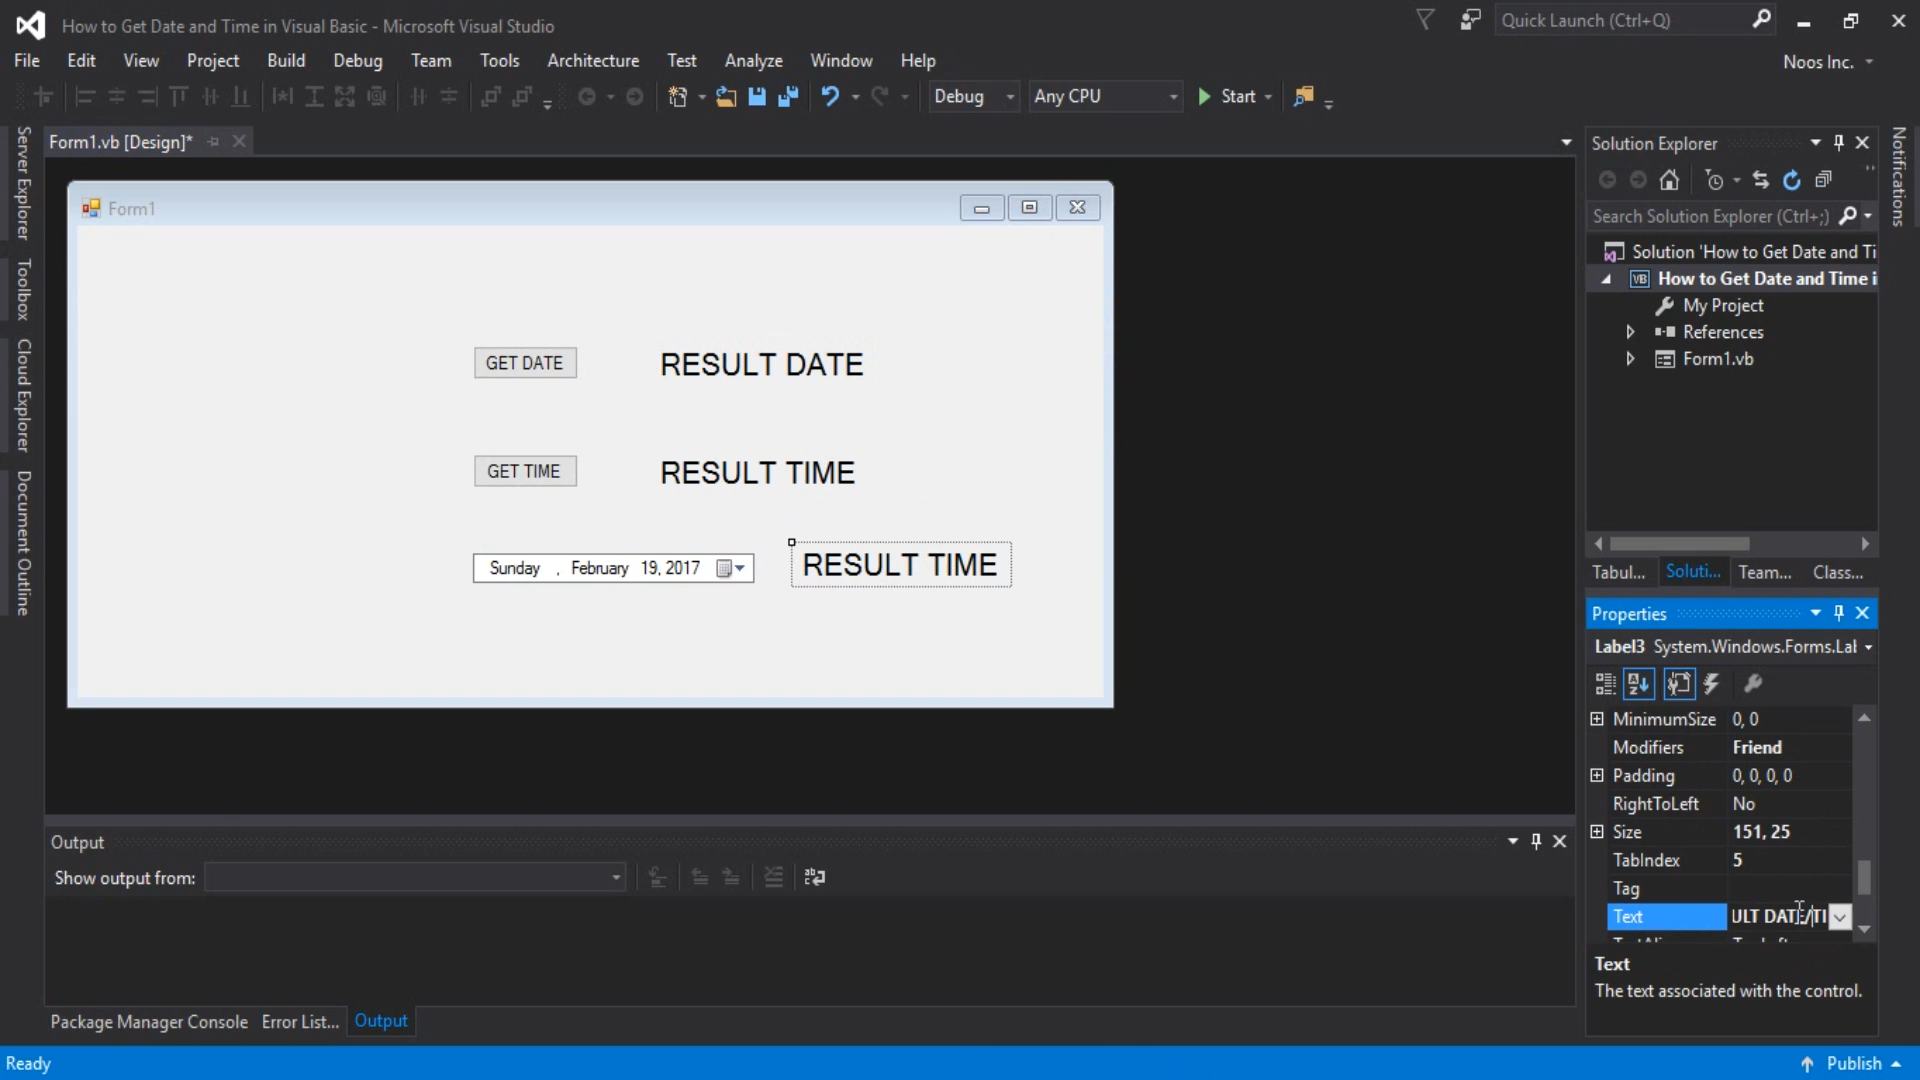 How to Get Date and Time in Visual Basic - Microsoft Visual Studio
Quick Launch (Ctrl+Q)
File Edit View Project Build Debug Team Tools Test Architecture Analyze Window Help
Noos Inc.
Debug Any CPU Start
Server Explorer
Toolbox
Cloud Explorer
Document Outline
Form1.vb [Design]*
Form1
GET DATE RESULT DATE
GET TIME RESULT TIME
Sunday , February 19, 2017 RESULT TIME
Output
Show output from:
Package Manager Console Error List... Output
Solution Explorer
Search Solution Explorer (Ctrl+;)
Solution 'How to Get Date and Ti
VB How to Get Date and Time i
My Project
References
Form1.vb
Tabul... Soluti... Team... Class...
Notifications
Properties
Label3 System.Windows.Forms.Lal
MinimumSize 0, 0
Modifiers Friend
Padding 0, 0, 0, 0
RightToLeft No
Size 151, 25
TabIndex 5
Tag
Text ULT DATE/TI
Text
The text associated with the control.
Ready
Publish